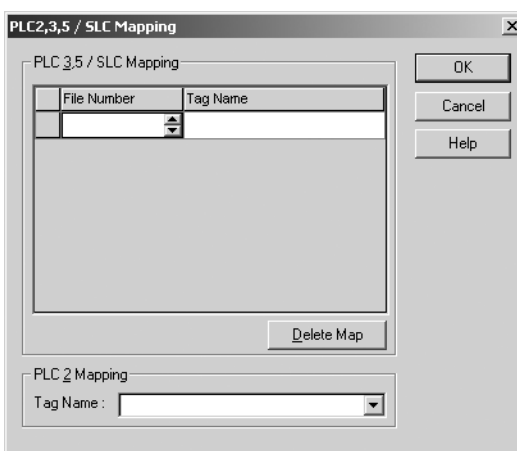 PLC2,3,5 / SLC Mapping
PLC 3,5 / SLC Mapping
OK
File Number Tag Name
Cancel
Help
Delete Map
PLC 2 Mapping
Tag Name :